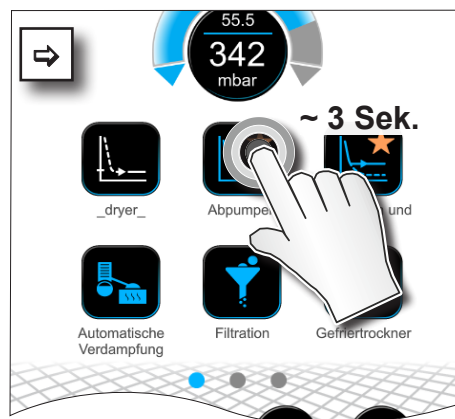 55.5
342
mbar
~ 3 Sek.
_dryer_
Abpumpen
und
Automatische
Verdampfung
Filtration
Gefriertrockner